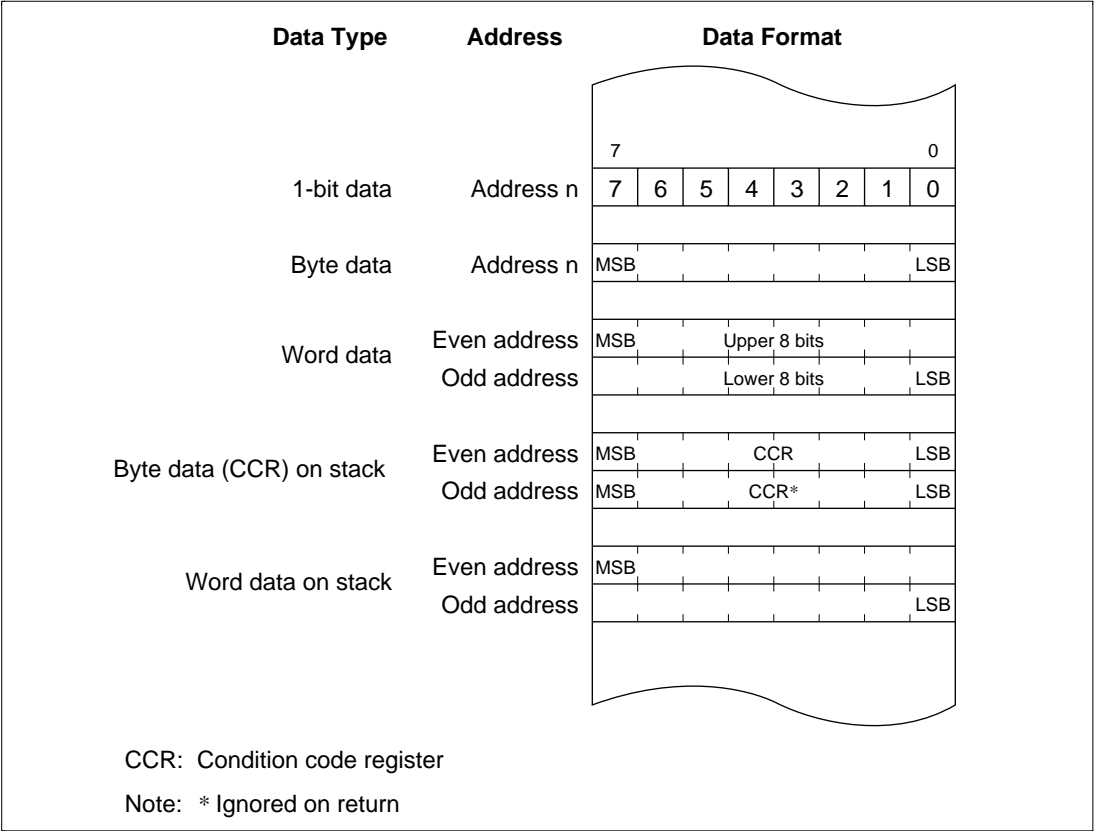 Data Type Address Data Format
7 0
1-bit data Address n 7 6 5 4 3 2 1 0
Byte data Address n MSB LSB
Even address MSB Upper 8 bits
Word data
Odd address Lower 8 bits LSB
Even address MSB CCR LSB
Byte data (CCR) on stack
Odd address MSB CCR* LSB
Even address MSB
Word data on stack
Odd address LSB
CCR: Condition code register
Note: * Ignored on return